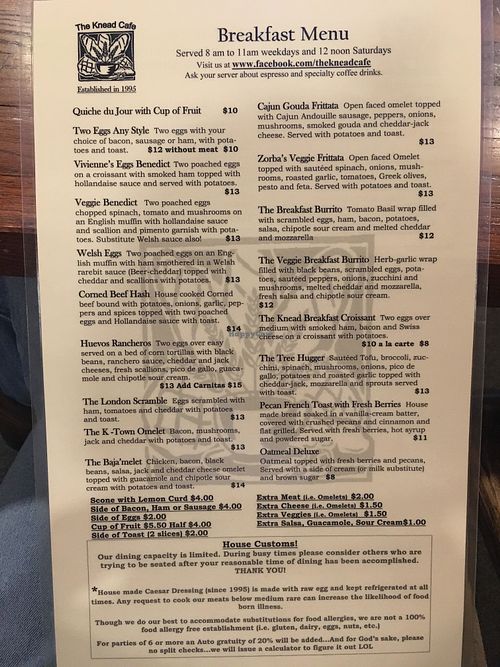 The Knead Cafe
Established in 1995
Breakfast Menu
Served 8 am to 11am weekdays and 12 noon Saturdays
Visit us at www.facebook.com/thekneadcafe
Ask your server about espresso and specialty coffee drinks.
Quiche du Jour with Cup of Fruit $10
Two Eggs Any Style Two eggs with your
choice of bacon, sausage or ham, with pota-
toes and toast. $12 without meat $10
Vivienne's Eggs Benedict Two poached eggs
on a croissant with smoked ham topped with
hollandaise sauce and served with potatoes.
$13
Veggie Benedict Two poached eggs
chopped spinach, tomato and mushrooms on
an English muffin with hollandaise sauce
and scallion and pimento garnish with pota-
toes. Substitute Welsh sauce also! $13
Welsh Eggs Two poached eggs on an Eng-
lish muffin with ham smothered in a Welsh
rarebit sauce (Beer-cheddar) topped with
cheddar and scallions with potatoes. $13
Corned Beef Hash House cooked Corned
beef bound with potatoes, onions, garlic, pep-
pers and spices topped with two poached
eggs and Hollandaise sauce with toast.
$14
Huevos Rancheros Two eggs over easy
served on a bed of corn tortillas with black
beans, ranchero sauce, cheddar and jack
cheeses, fresh scallions, pico de gallo, guaca-
mole and chipotle sour cream.
$13 Add Carnitas $15
The London Scramble Eggs scrambled with
ham, tomatoes and cheddar with potatoes
and toast. $13
The K -Town Omelet Bacon, mushrooms,
jack and cheddar with potatoes and toast.
$13
The Baja'melet Chicken, bacon, black
beans, salsa, jack and cheddar cheese omelet
topped with guacamole and chipotle sour
cream with potatoes and toast. $14
Cajun Gouda Frittata Open faced omelet topped
with Cajun Andouille sausage, peppers, onions,
mushrooms, smoked gouda and cheddar-jack
cheese. Served with potatoes and toast.
$13
Zorba's Veggie Frittata Open faced Omelet
topped with sautéed spinach, onions, mush-
rooms, roasted garlic, tomatoes, Greek olives,
pesto and feta. Served with potatoes and toast.
$13
The Breakfast Burrito Tomato Basil wrap filled
with scrambled eggs, ham, bacon, potatoes,
salsa, chipotle sour cream and melted cheddar
and mozzarella $12
The Veggie Breakfast Burrito Herb-garlic wrap
filled with black beans, scrambled eggs, pota-
toes, sautéed peppers, onions, zucchini and
mushrooms, melted cheddar and mozzarella,
fresh salsa and chipotle sour cream.
$12
The Knead Breakfast Croissant Two eggs over
medium with smoked ham, bacon and Swiss
cheese on a croissant with potatoes.
$10 a la carte $8
The Tree Hugger Sautéed Tofu, broccoli, zuc-
chini, spinach, mushrooms, onions, pico de
gallo, potatoes and roasted garlic topped with
cheddar-jack, mozzarella and sprouts served
with toast. $13
Pecan French Toast with Fresh Berries House
made bread soaked in a vanilla-cream batter,
covered with crushed pecans and cinnamon and
flat grilled. Served with fresh berries, hot syrup
and powdered sugar. $11
Oatmeal Deluxe
Oatmeal topped with fresh berries and pecans,
Served with a side of cream (or milk substitute)
and brown sugar $8
Scone with Lemon Curd $4.00
Side of Bacon, Ham or Sausage $4.00
Side of Eggs $2.00
Cup of Fruit $5.50 Half $4.00
Side of Toast (2 slices) $2.00
Extra Meat (i.e. Omelets) $2.00
Extra Cheese (i.e. Omelets) $1.50
Extra Veggies (i.e. Omelets) $1.50
Extra Salsa, Guacamole, Sour Cream$1.00
House Customs!
Our dining capacity is limited. During busy times please consider others who are
trying to be seated after your reasonable time of dining has been accomplished.
THANK YOU!
*House made Caesar Dressing (since 1995) is made with raw egg and kept refrigerated at all
times. Any request to cook our meats below medium rare can increase the likelihood of food
born illness.
Though we do our best to accommodate substitutions for food allergies, we are not a 100%
food allergy free establishment (i.e. gluten, dairy, eggs, nuts, etc.)
For parties of 6 or more an Auto gratuity of 20% will be added...And for God's sake, please
no split checks...we will issue a calculator to figure it out LOL